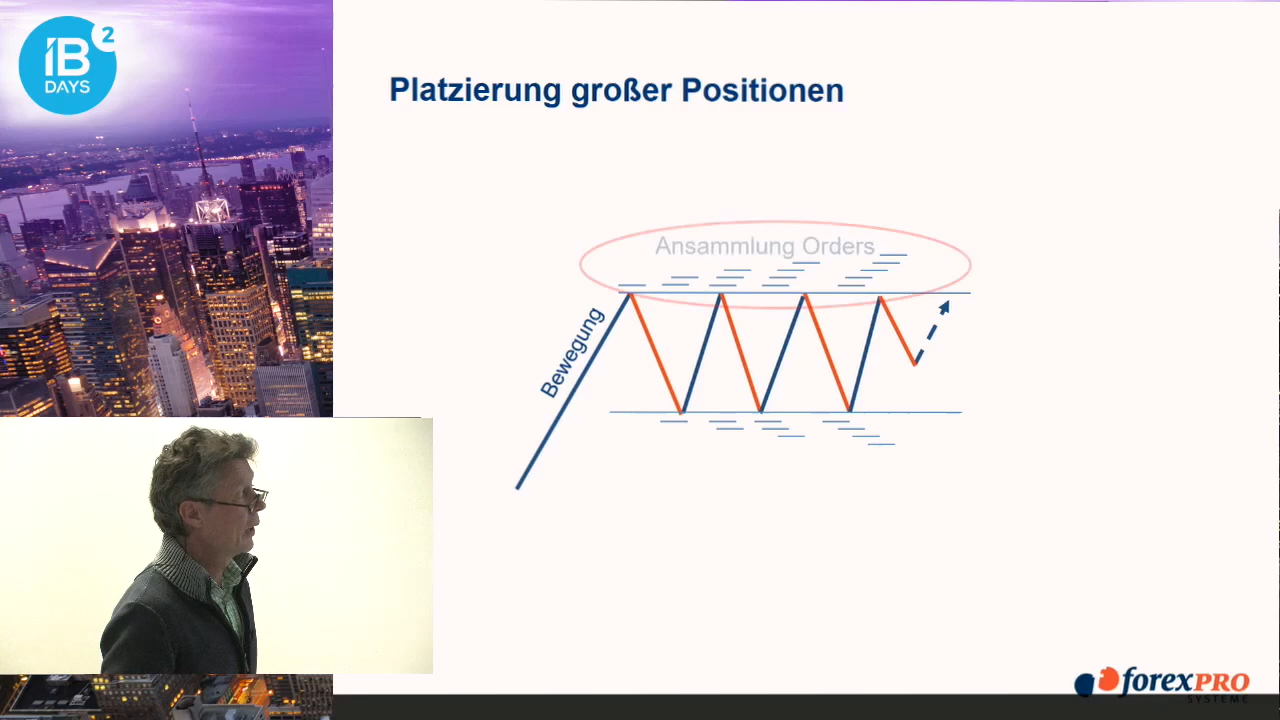 IB
2
DAYS
Platzierung großer Positionen
Ansammlung Orders
Bewegung
forexPRO
SYSTEME